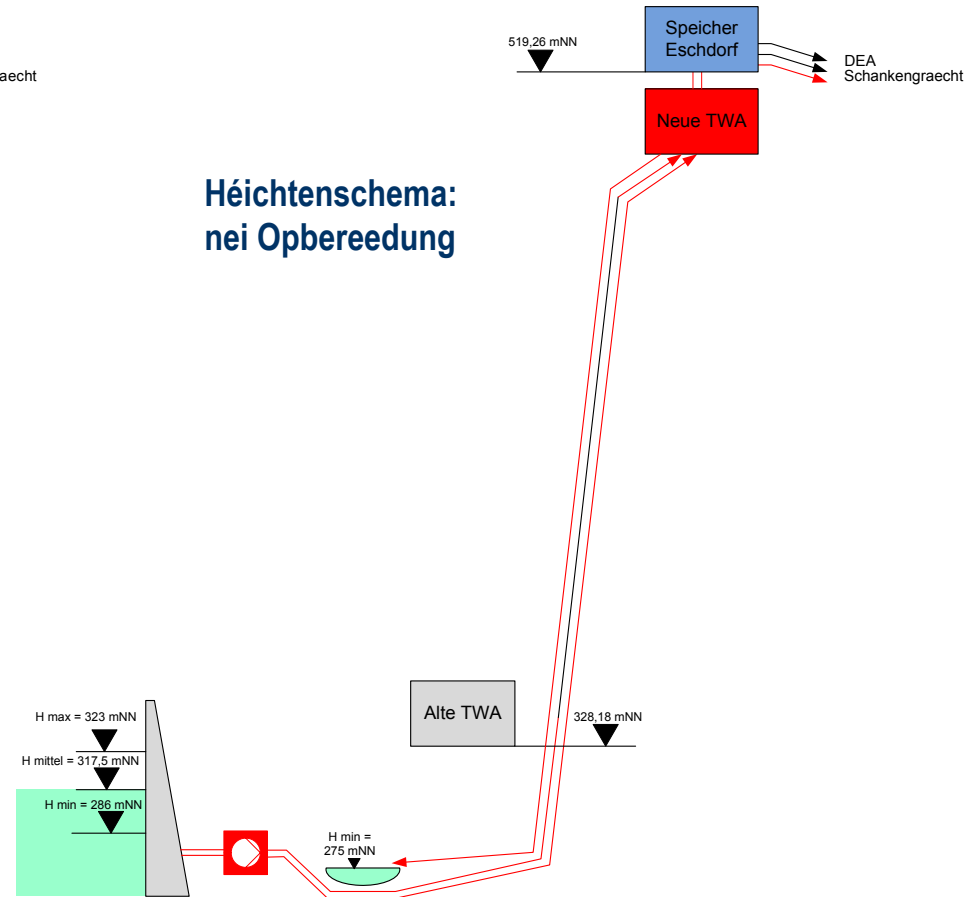 Speicher
Eschdorf
519,26 mNN
DEA
Schankengraecht
aecht
Neue TWA
Héichtenschema:
nei Opbereedung
Alte TWA
328,18 mNN
H max = 323 mNN
H mittel = 317,5 mNN
H min = 286 mNN
H min =
275 mNN